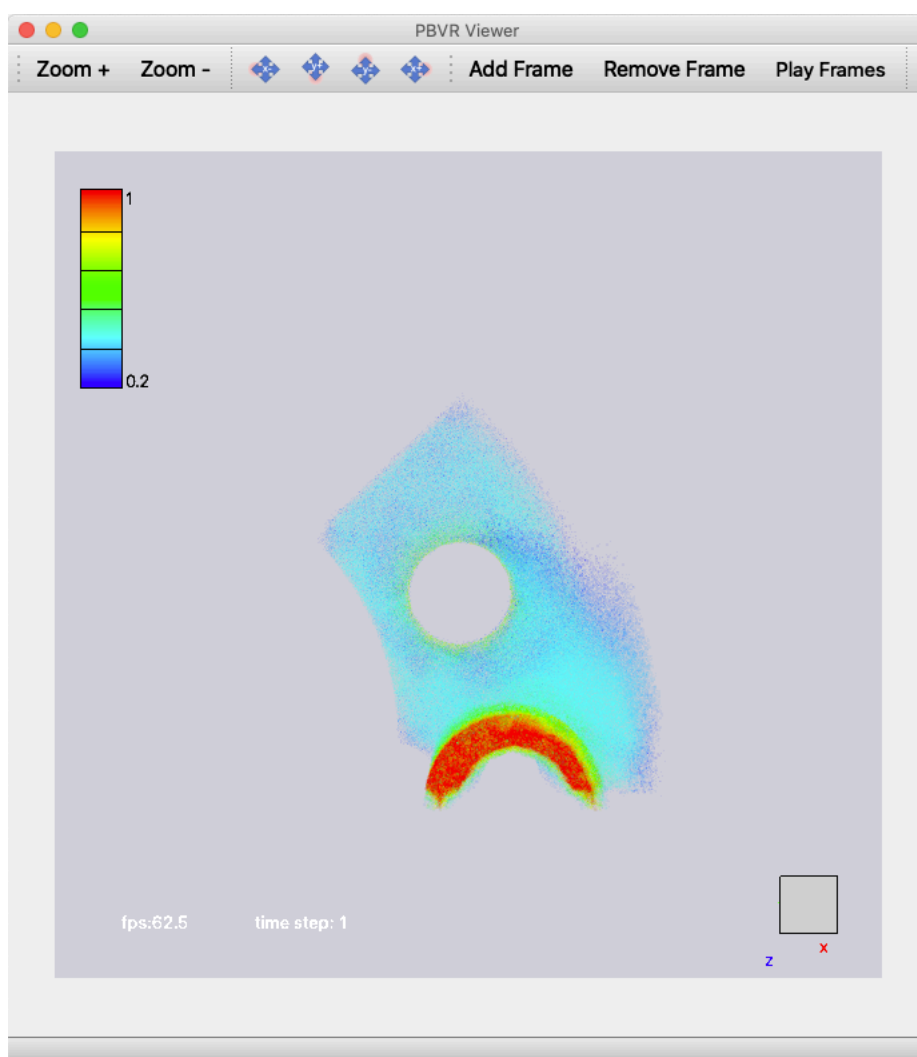 PBVR Viewer
Zoom + Zoom - Add Frame Remove Frame Play Frames
1
0.2
fps:62.5 time step: 1
x
z